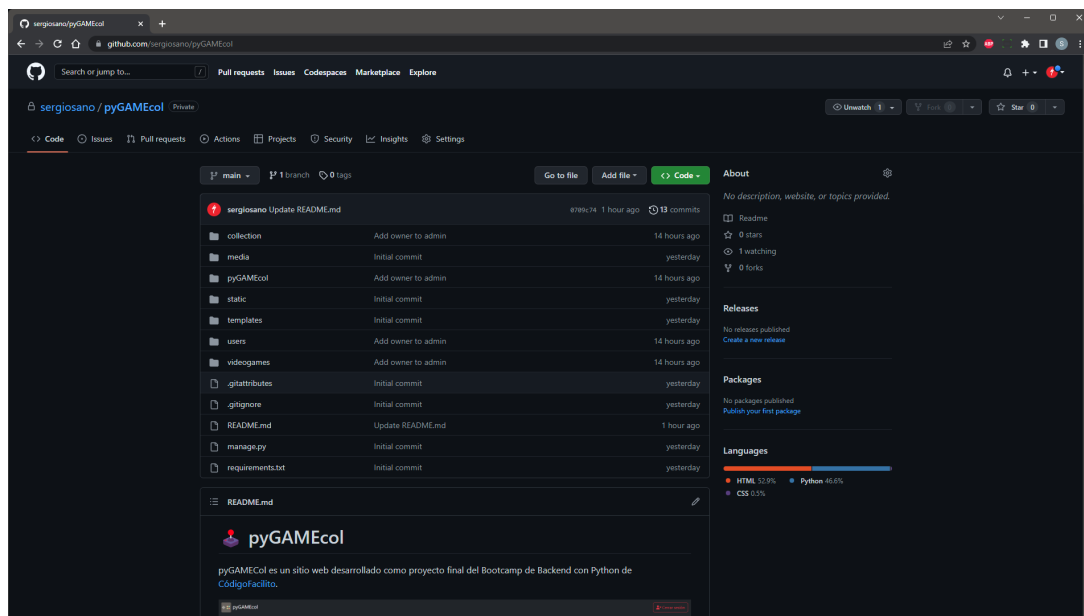 sergiosano/pyGAMEcol
github.com/sergiosano/pyGAMEcol
ABP
S
Search or jump to... /
Pull requests Issues Codespaces Marketplace Explore
sergiosano / pyGAMEcol Private
Unwatch 1
Fork
Star 0
Code Issues Pull requests Actions Projects Security Insights Settings
main 1 branch 0 tags
Go to file Add file Code
sergiosano Update README.md 0709c74 1 hour ago 13 commits
collection Add owner to admin 14 hours ago
media Initial commit yesterday
pyGAMEcol Add owner to admin 14 hours ago
static Initial commit yesterday
templates Initial commit yesterday
users Add owner to admin 14 hours ago
videogames Add owner to admin 14 hours ago
.gitattributes Initial commit yesterday
.gitignore Initial commit yesterday
README.md Update README.md 1 hour ago
manage.py Initial commit yesterday
requirements.txt Initial commit yesterday
README.md
pyGAMEcol
pyGAMECol es un sitio web desarrollado como proyecto final del Bootcamp de Backend con Python de
CódigoFacilito.
pyGAMEcol
About
No description, website, or topics provided.
Readme
0 stars
1 watching
0 forks
Releases
No releases published
Create a new release
Packages
No packages published
Publish your first package
Languages
HTML 52.9% Python 46.6%
CSS 0.5%